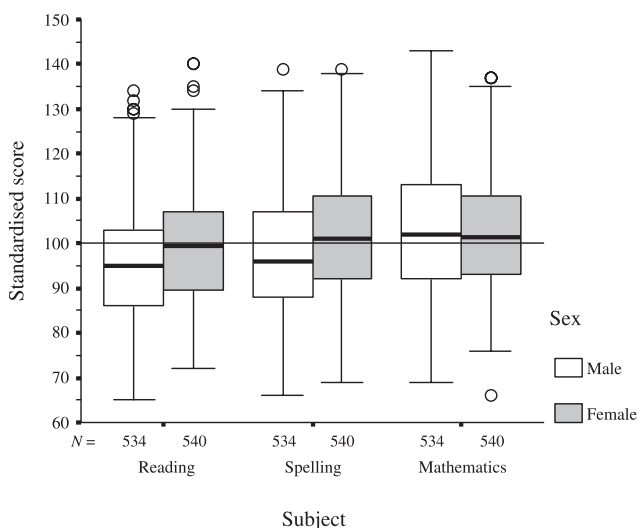 Standardised score
150
140
130
120
110
100
90
80
70
60
N = 534 540 534 540 534 540
Reading Spelling Mathematics
Subject
Sex
Male
Female